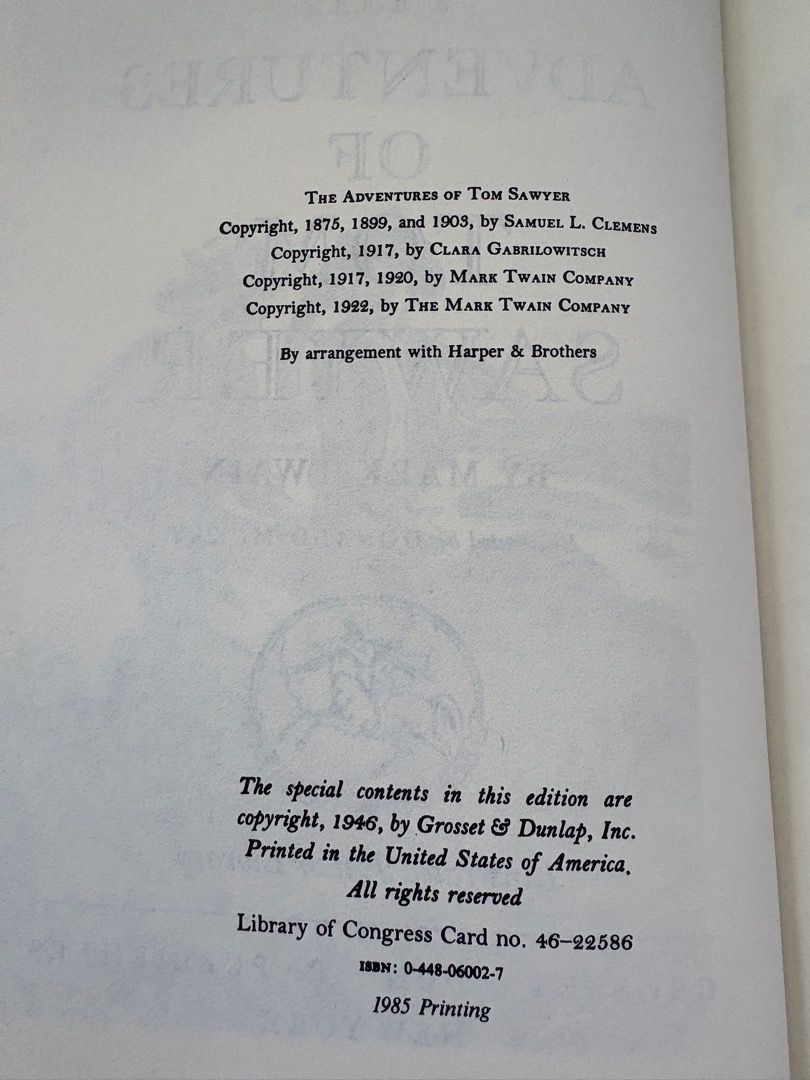 THE ADVENTURES OF TOM SAWYER
Copyright, 1875, 1899, and 1903, by SAMUEL L. CLEMENS
Copyright, 1917, by CLARA GABRILOWITSCH
Copyright, 1917, 1920, by MARK TWAIN COMPANY
Copyright, 1922, by THE MARK TWAIN COMPANY
By arrangement with Harper & Brothers
The special contents in this edition are
copyright, 1946, by Grosset & Dunlap, Inc.
Printed in the United States of America.
All rights reserved
Library of Congress Card no. 46–22586
ISBN: 0-448-06002-7
1985 Printing